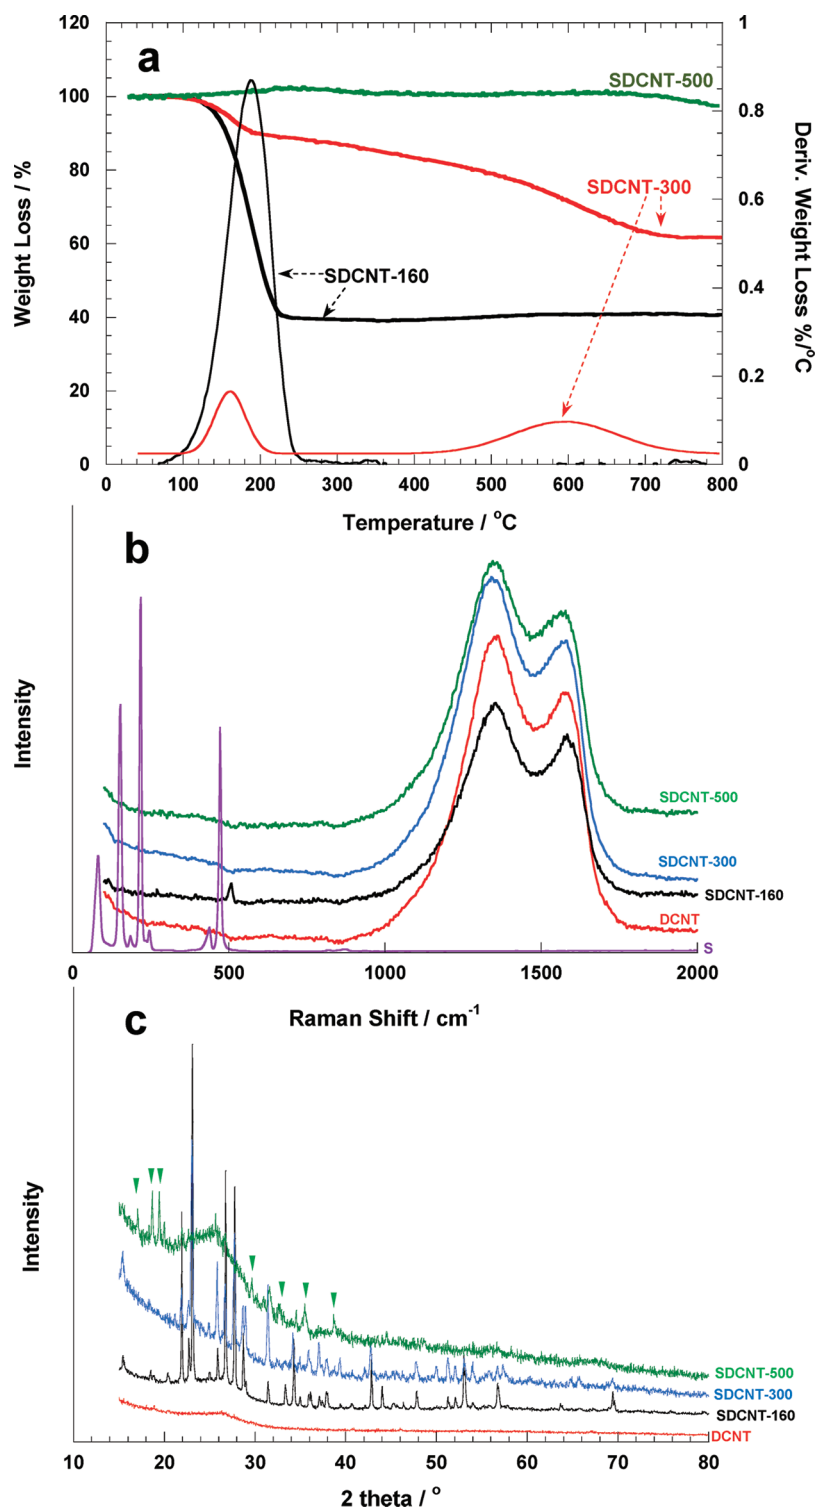 a
120
100
80
60
40
20
0
Weight Loss / %
1
0.8
0.6
0.4
0.2
0
Deriv. Weight Loss %/°C
SDCNT-500
SDCNT-300
SDCNT-160
0 100 200 300 400 500 600 700 800
Temperature / °C
b
Intensity
SDCNT-500
SDCNT-300
SDCNT-160
DCNT
S
0 500 1000 1500 2000
Raman Shift / cm⁻¹
c
Intensity
SDCNT-500
SDCNT-300
SDCNT-160
DCNT
10 20 30 40 50 60 70 80
2 theta / °